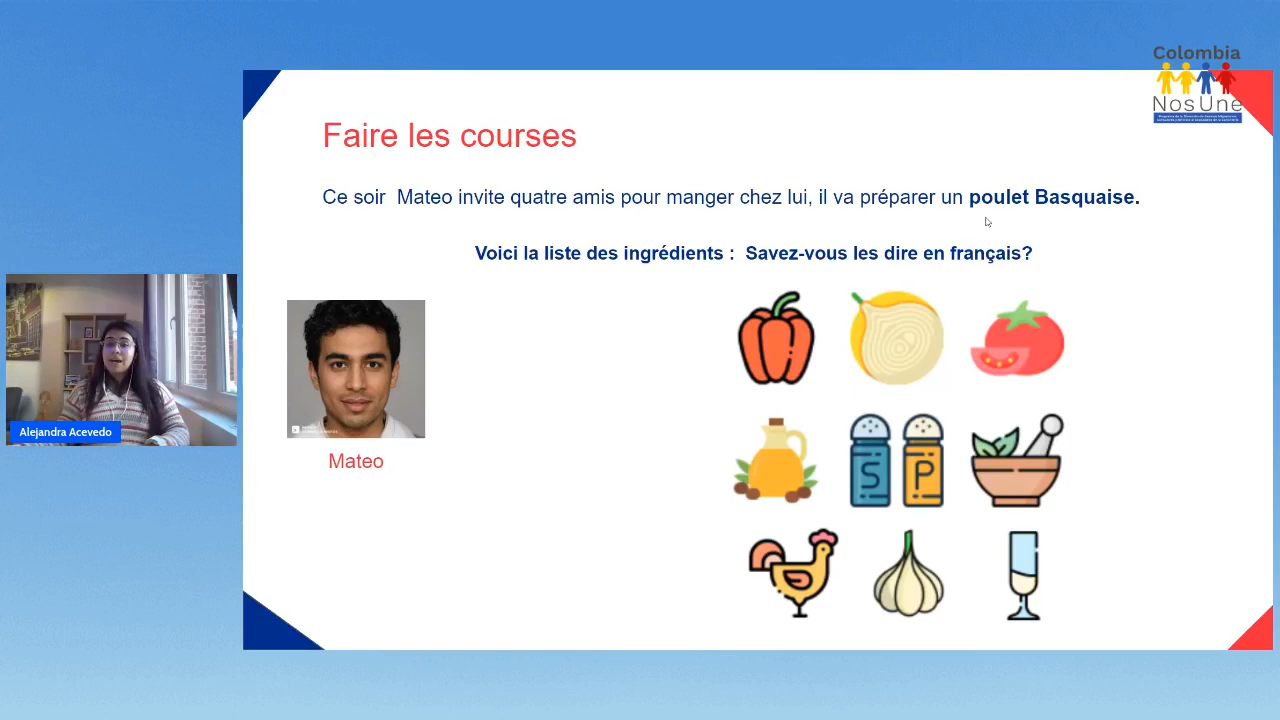 Colombia
NosUne
Faire les courses
Ce soir Mateo invite quatre amis pour manger chez lui, il va préparer un poulet Basquaise.
Voici la liste des ingrédients : Savez-vous les dire en français?
S P
Alejandra Acevedo
Mateo